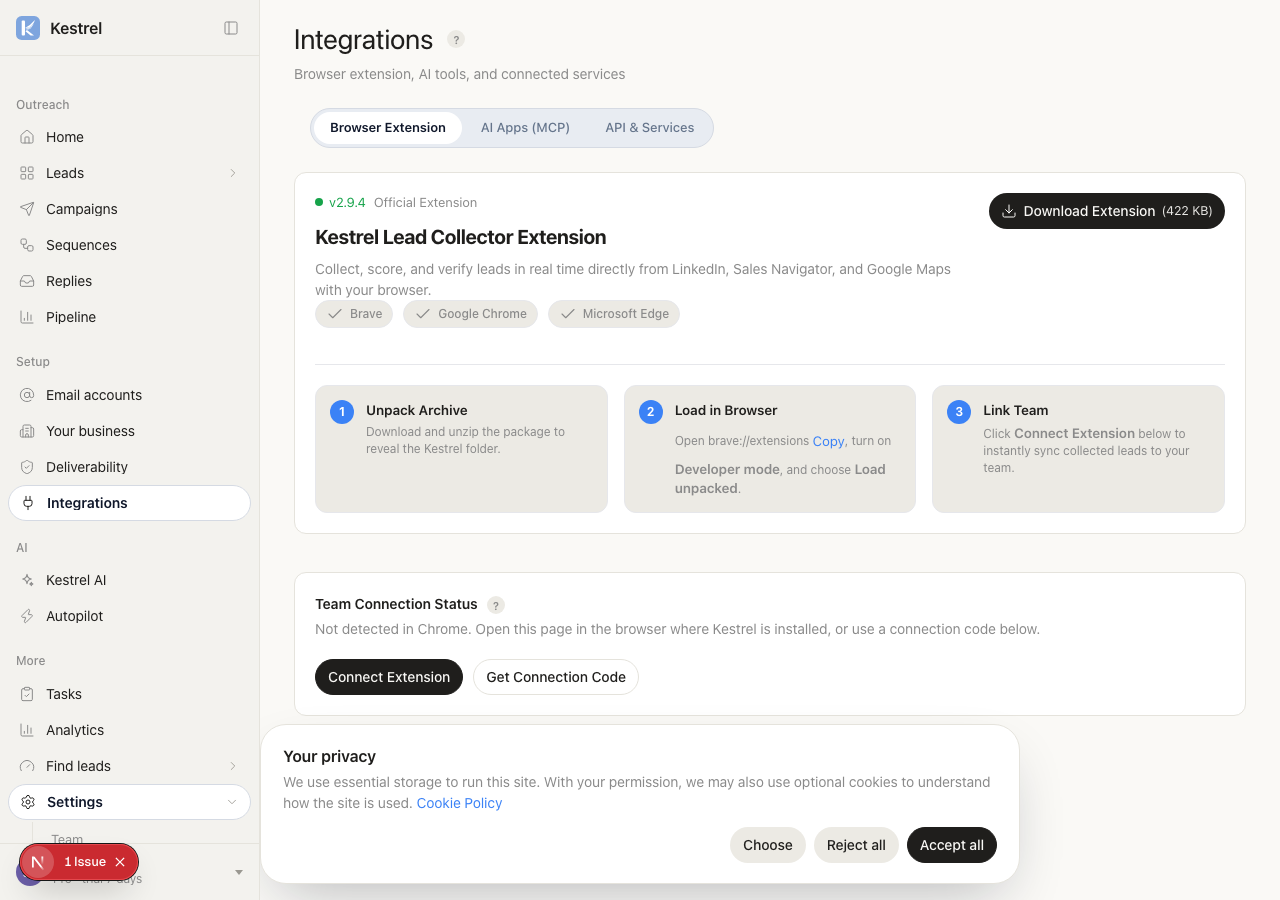 Kestrel
Outreach
Home
Leads
Campaigns
Sequences
Replies
Pipeline
Setup
Email accounts
Your business
Deliverability
Integrations
AI
Kestrel AI
Autopilot
More
Tasks
Analytics
Find leads
Settings
Team
N 1 Issue
days
Integrations ?
Browser extension, AI tools, and connected services
Browser Extension AI Apps (MCP) API & Services
v2.9.4 Official Extension
Download Extension (422 KB)
Kestrel Lead Collector Extension
Collect, score, and verify leads in real time directly from LinkedIn, Sales Navigator, and Google Maps
with your browser.
Brave Google Chrome Microsoft Edge
1 Unpack Archive
Download and unzip the package to
reveal the Kestrel folder.
2 Load in Browser
Open brave://extensions Copy, turn on
Developer mode, and choose Load
unpacked.
3 Link Team
Click Connect Extension below to
instantly sync collected leads to your
team.
Team Connection Status ?
Not detected in Chrome. Open this page in the browser where Kestrel is installed, or use a connection code below.
Connect Extension Get Connection Code
Your privacy
We use essential storage to run this site. With your permission, we may also use optional cookies to understand
how the site is used. Cookie Policy
Choose Reject all Accept all